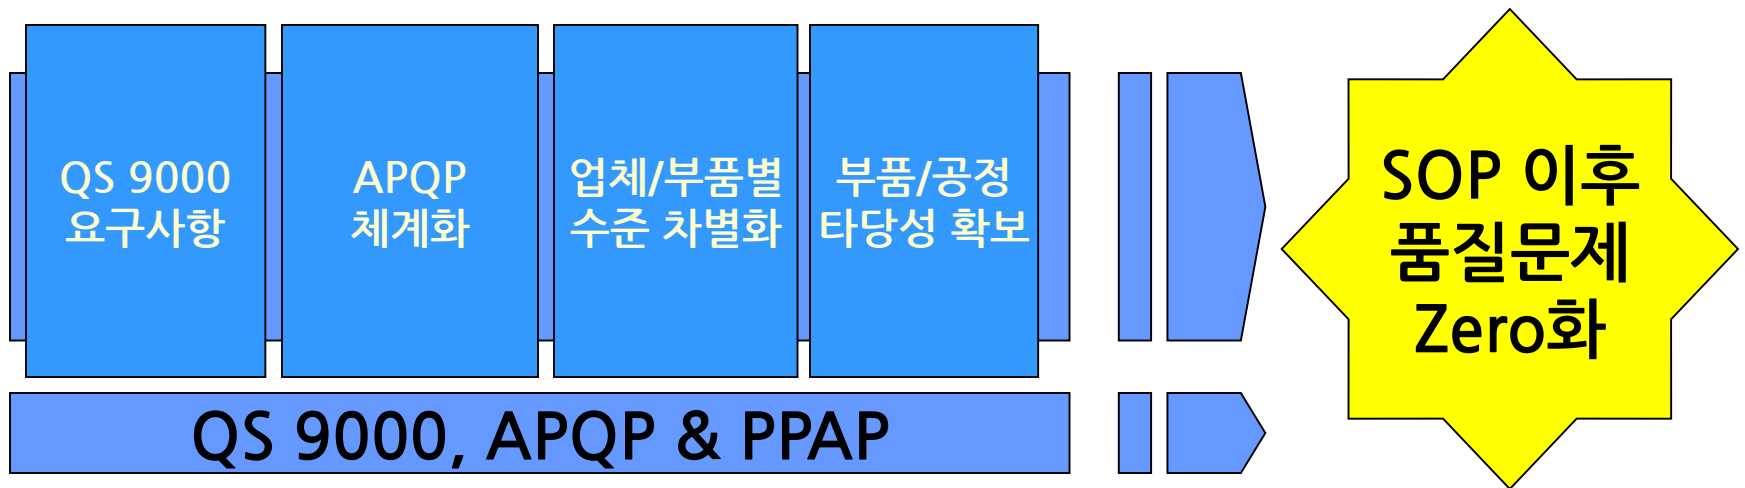 QS 9000
요구사항
APQP
체계화
업체/부품별
수준 차별화
부품/공정
타당성 확보
SOP 이후
품질문제
Zero화
QS 9000, APQP & PPAP